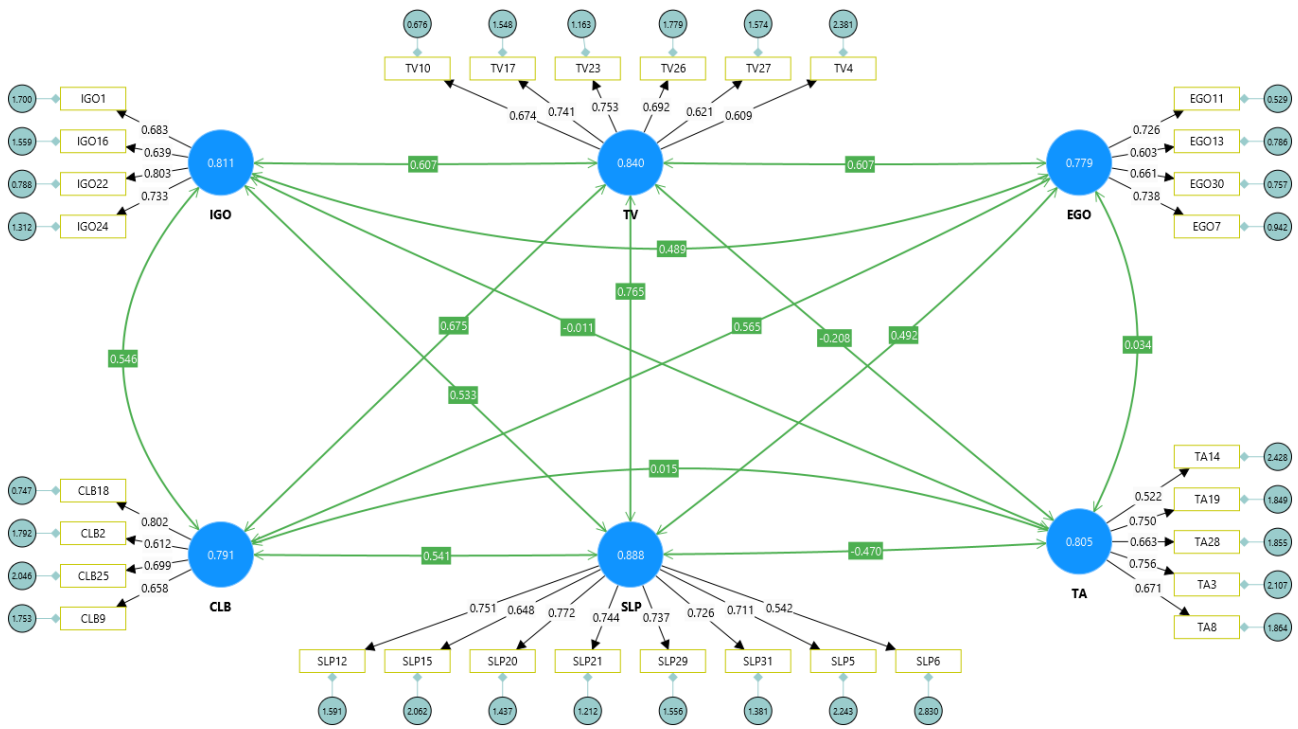 0.676 1.548 1.163 1.779 1.574 2.381
TV10 TV17 TV23 TV26 TV27 TV4
0.674 0.741 0.753 0.692 0.621 0.609
1.700 IGO1
1.559 IGO16
0.788 IGO22
1.312 IGO24
0.683
0.639
0.803
0.733
0.811
IGO
0.840
TV
0.779
EGO
0.726
0.603
0.661
0.738
EGO11 0.529
EGO13 0.786
EGO30 0.757
EGO7 0.942
0.607 0.607
0.489
0.765
0.675 -0.011 0.565 -0.208 0.492
0.546 0.034
0.533
0.015
0.541 -0.470
0.747 CLB18
1.792 CLB2
2.046 CLB25
1.753 CLB9
0.802
0.612
0.699
0.658
0.791
CLB
0.888
SLP
0.805
TA
0.522
0.750
0.663
0.756
0.671
TA14 2.428
TA19 1.849
TA28 1.855
TA3 2.107
TA8 1.864
0.751 0.648 0.772 0.744 0.737 0.726 0.711 0.542
SLP12 SLP15 SLP20 SLP21 SLP29 SLP31 SLP5 SLP6
1.591 2.062 1.437 1.212 1.556 1.381 2.243 2.830